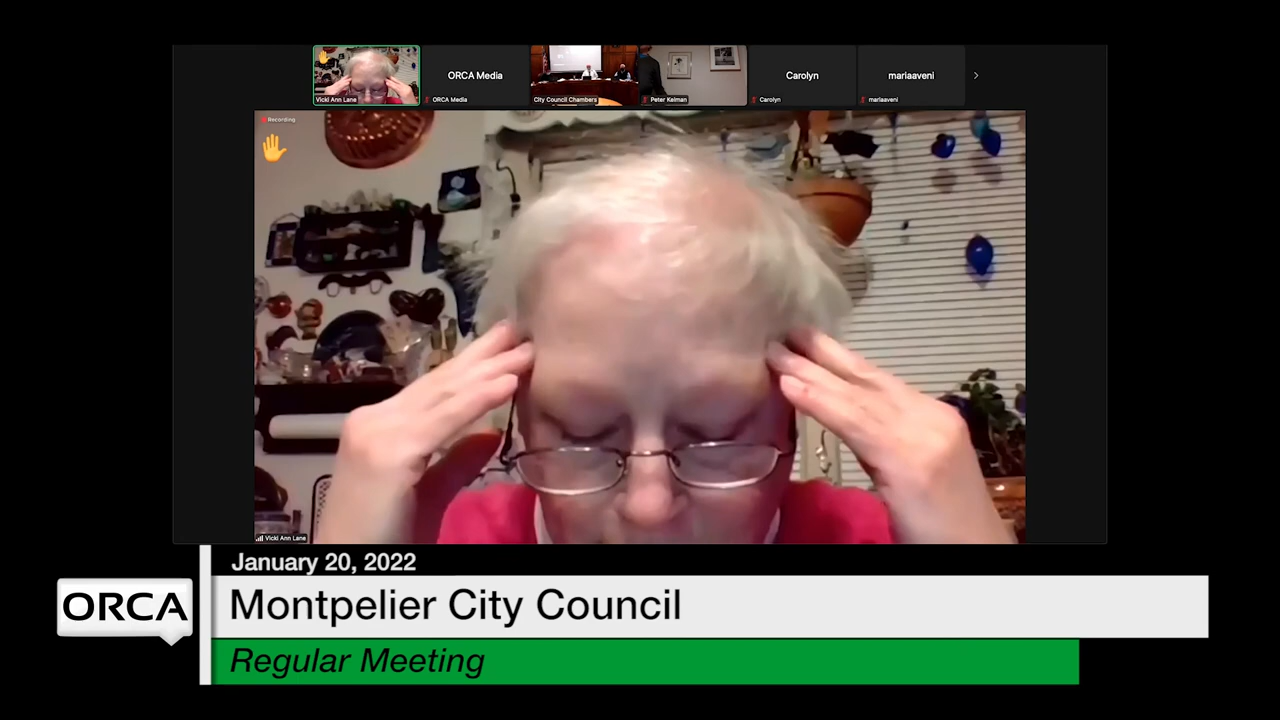 ORCA Media
Carolyn
mariaaveni
Vicki Ann Lane
ORCA Media
City Council Chambers
Peter Kelman
Carolyn
mariaaveni
Recording
Vicki Ann Lane
January 20, 2022
ORCA
Montpelier City Council
Regular Meeting